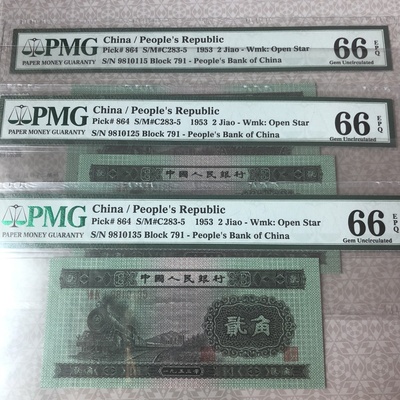 PMG
PAPER MONEY GUARANTY
China / People's Republic
Pick# 864 S/M#C283-5 1953 2 Jiao - Wmk: Open Star
S/N 9810115 Block 791 - People's Bank of China
66 EPQ
Gem Uncirculated
PMG
PAPER MONEY GUARANTY
China / People's Republic
Pick# 864 S/M#C283-5 1953 2 Jiao - Wmk: Open Star
S/N 9810125 Block 791 - People's Bank of China
66 EPQ
Gem Uncirculated
中國人民銀行
PMG
PAPER MONEY GUARANTY
China / People's Republic
Pick# 864 S/M#C283-5 1953 2 Jiao - Wmk: Open Star
S/N 9810135 Block 791 - People's Bank of China
66 EPQ
Gem Uncirculated
中國人民銀行
貳角
一九五三年